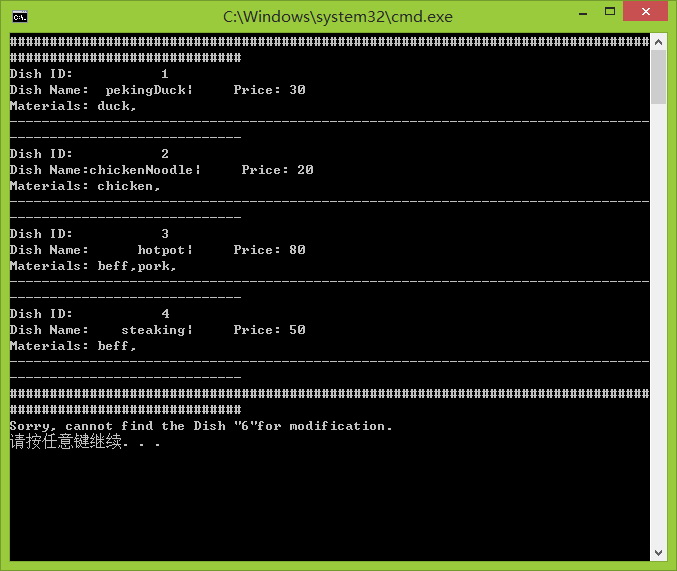 C:\Windows\system32\cmd.exe
################################################################################
#############################
Dish ID:           1
Dish Name:  pekingDuck|     Price: 30
Materials: duck,
--------------------------------------------------------------------------------
-----------------------------
Dish ID:           2
Dish Name:chickenNoodle|     Price: 20
Materials: chicken,
--------------------------------------------------------------------------------
-----------------------------
Dish ID:           3
Dish Name:      hotpot|     Price: 80
Materials: beff,pork,
--------------------------------------------------------------------------------
-----------------------------
Dish ID:           4
Dish Name:    steaking|     Price: 50
Materials: beff,
--------------------------------------------------------------------------------
-----------------------------
################################################################################
#############################
Sorry, cannot find the Dish "6"for modification.
请按任意键继续. . .